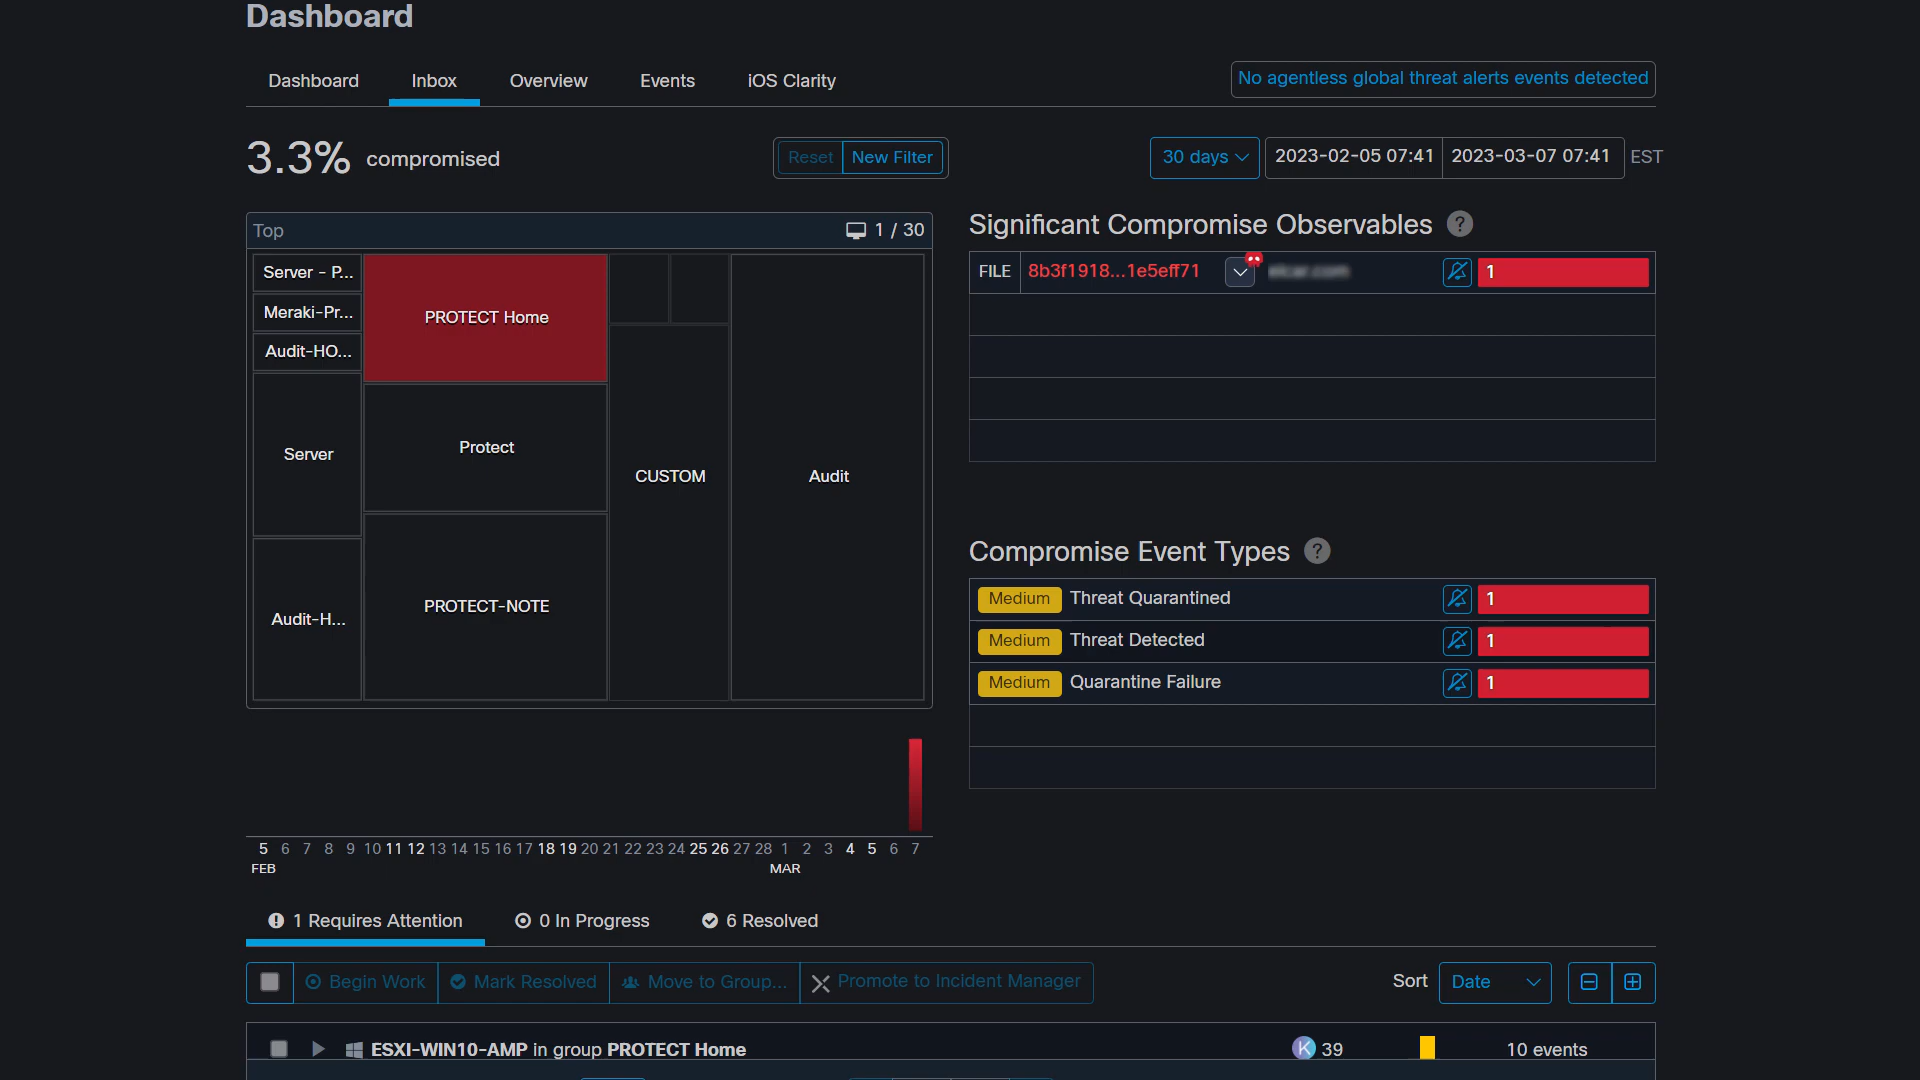 Dashboard
Dashboard Inbox Overview Events iOS Clarity
No agentless global threat alerts events detected
3.3% compromised
Reset New Filter
30 days 2023-02-05 07:41 2023-03-07 07:41 EST
Top 1 / 30
Server - P...
Meraki-Pr...
Audit-HO...
Server
Audit-H...
PROTECT Home
Protect
PROTECT-NOTE
CUSTOM
Audit
Significant Compromise Observables ?
FILE 8b3f1918...1e5eff71 eicar.com 1
Compromise Event Types ?
Medium Threat Quarantined 1
Medium Threat Detected 1
Medium Quarantine Failure 1
5 6 7 8 9 10 11 12 13 14 15 16 17 18 19 20 21 22 23 24 25 26 27 28 1 2 3 4 5 6 7
FEB MAR
1 Requires Attention 0 In Progress 6 Resolved
Begin Work Mark Resolved Move to Group... Promote to Incident Manager
Sort Date
ESXI-WIN10-AMP in group PROTECT Home K 39 10 events